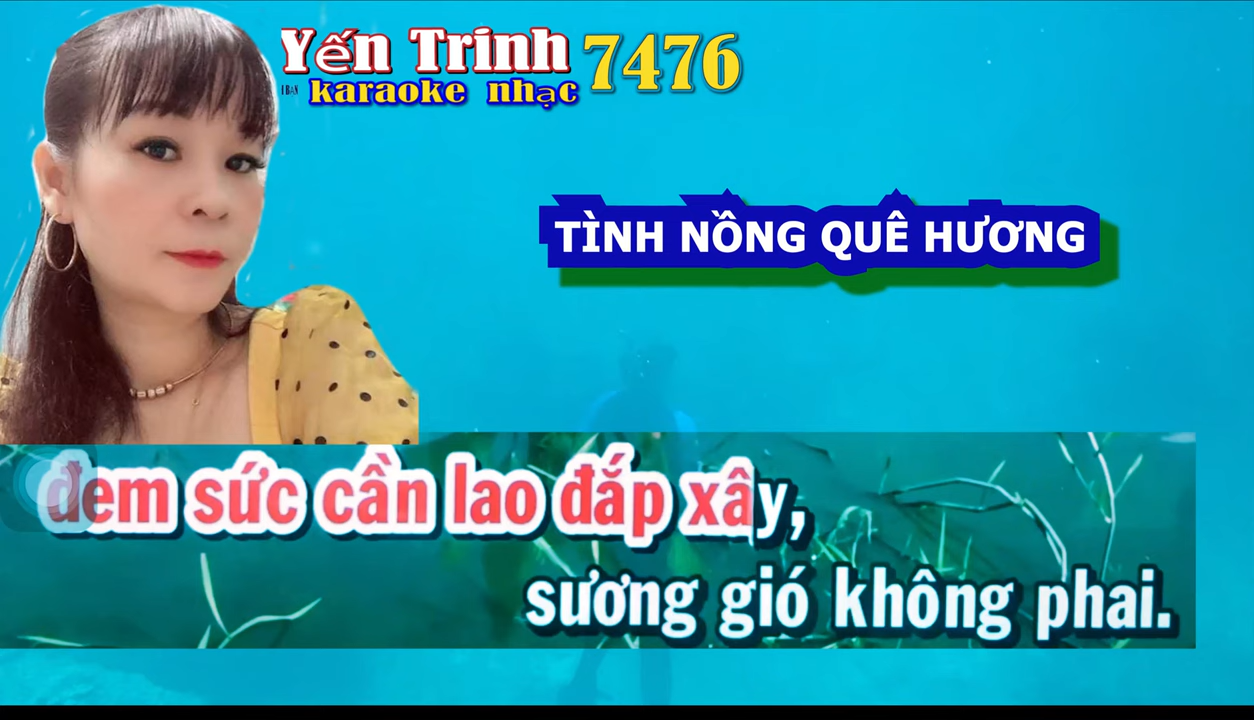 Yến Trinh 7476
karaoke nhạc
TÌNH NỒNG QUÊ HƯƠNG
đem sức cần lao đắp xây,
sương gió không phai.